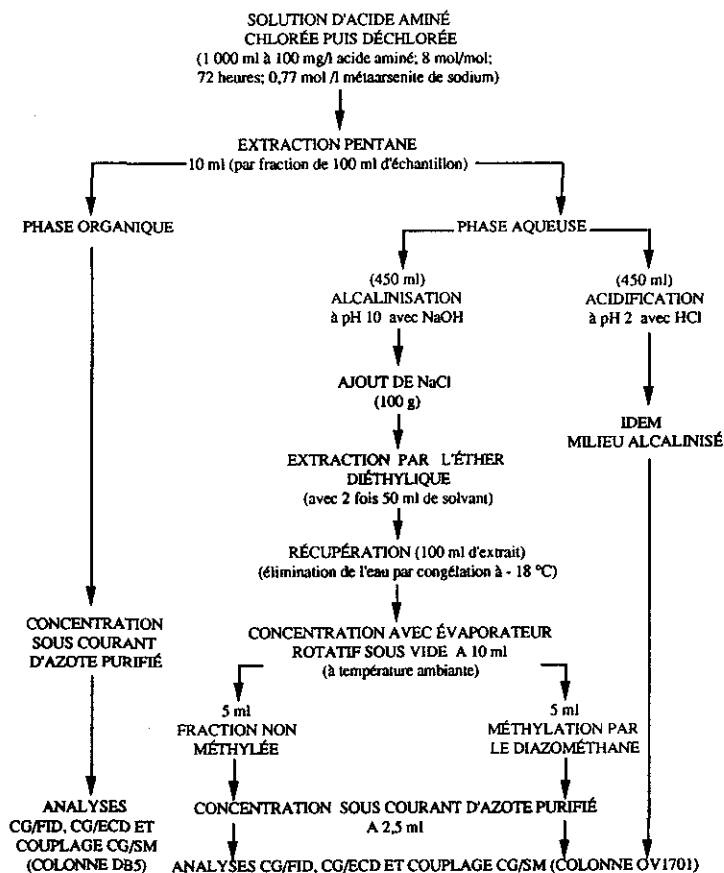 SOLUTION D'ACIDE AMINÉ
CHLORÉE PUIS DÉCHLORÉE
(1 000 ml à 100 mg/l acide aminé; 8 mol/mol;
72 heures; 0,77 mol /l métaarsenite de sodium)
EXTRACTION PENTANE
10 ml (par fraction de 100 ml d'échantillon)
PHASE ORGANIQUE
PHASE AQUEUSE
(450 ml)
ALCALINISATION
à pH 10 avec NaOH
(450 ml)
ACIDIFICATION
à pH 2 avec HCl
AJOUT DE NaCl
(100 g)
IDEM
MILIEU ALCALINISÉ
EXTRACTION PAR L'ÉTHER
DIÉTHYLIQUE
(avec 2 fois 50 ml de solvant)
RÉCUPÉRATION (100 ml d'extrait)
(élimination de l'eau par congélation à - 18 °C)
CONCENTRATION
SOUS COURANT
D'AZOTE PURIFIÉ
CONCENTRATION AVEC ÉVAPORATEUR
ROTATIF SOUS VIDE A 10 ml
(à température ambiante)
5 ml
FRACTION NON
MÉTHYLÉE
5 ml
MÉTHYLATION PAR
LE DIAZOMÉTHANE
ANALYSES
CG/FID, CG/ECD ET
COUPLAGE CG/SM
(COLONNE DB5)
CONCENTRATION SOUS COURANT D'AZOTE PURIFIÉ
A 2,5 ml
ANALYSES CG/FID, CG/ECD ET COUPLAGE CG/SM (COLONNE OV1701)